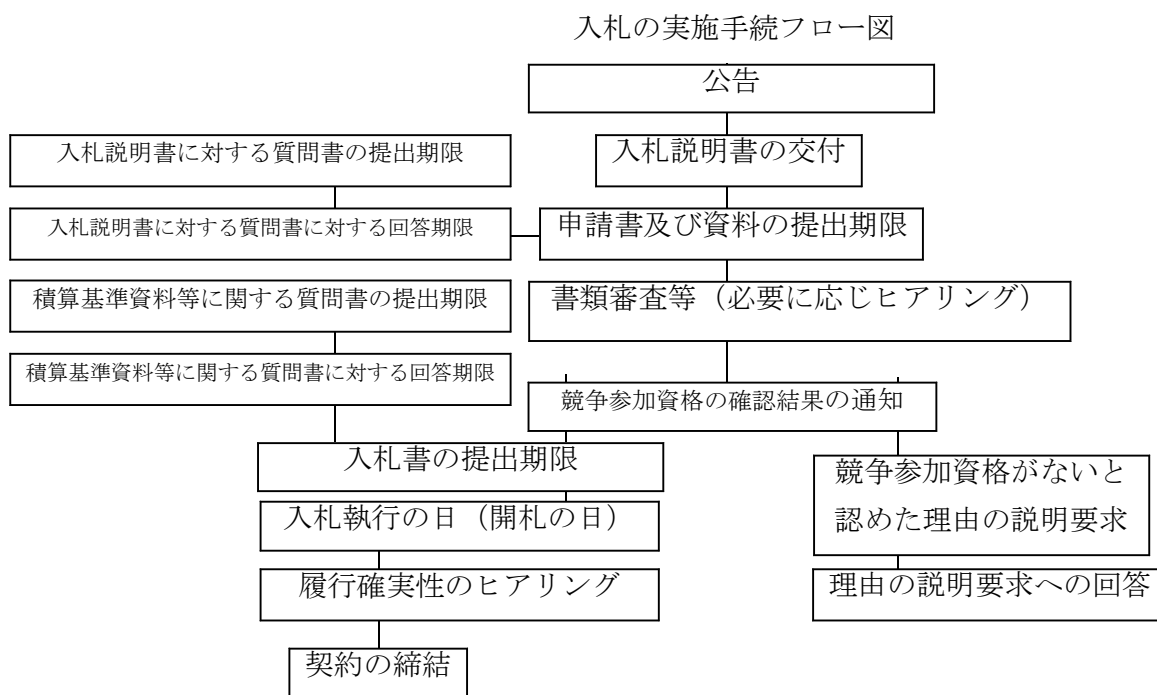 入札の実施手続フロー図
公告
入札説明書に対する質問書の提出期限
入札説明書の交付
入札説明書に対する質問書に対する回答期限
申請書及び資料の提出期限
積算基準資料等に関する質問書の提出期限
書類審査等（必要に応じヒアリング）
積算基準資料等に関する質問書に対する回答期限
競争参加資格の確認結果の通知
入札書の提出期限
競争参加資格がないと
認めた理由の説明要求
入札執行の日（開札の日）
履行確実性のヒアリング
理由の説明要求への回答
契約の締結